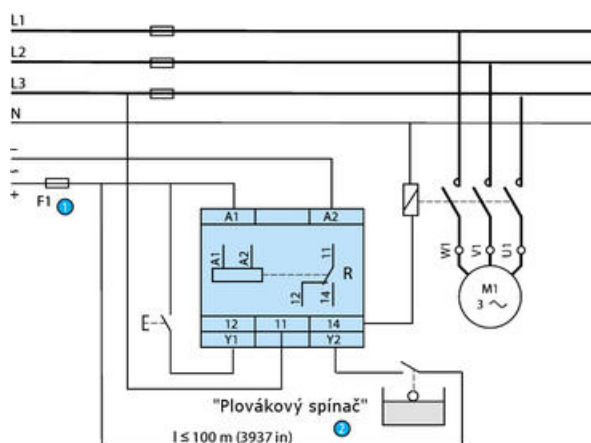 L1
L2
L3
N
–
~
+
F1 1
A1 A2
A1 A2 11
R
12 14
12 11 14
Y1 Y2
W1 V1 U1
M1
3 ~
"Plovákový spínač"
2
l ≤ 100 m (3937 in)